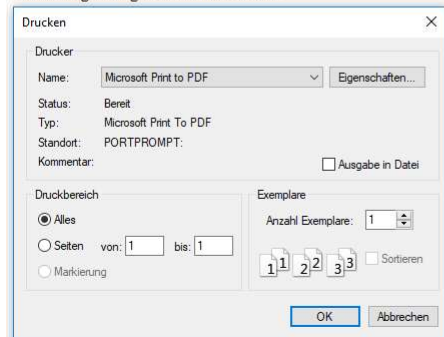 Drucken
Drucker
Name: Microsoft Print to PDF Eigenschaften...
Status: Bereit
Typ: Microsoft Print To PDF
Standort: PORTPROMPT:
Kommentar: Ausgabe in Datei
Druckbereich
Alles
Seiten von: 1 bis: 1
Markierung
Exemplare
Anzahl Exemplare: 1
1 1 2 2 3 3 Sortieren
OK Abbrechen